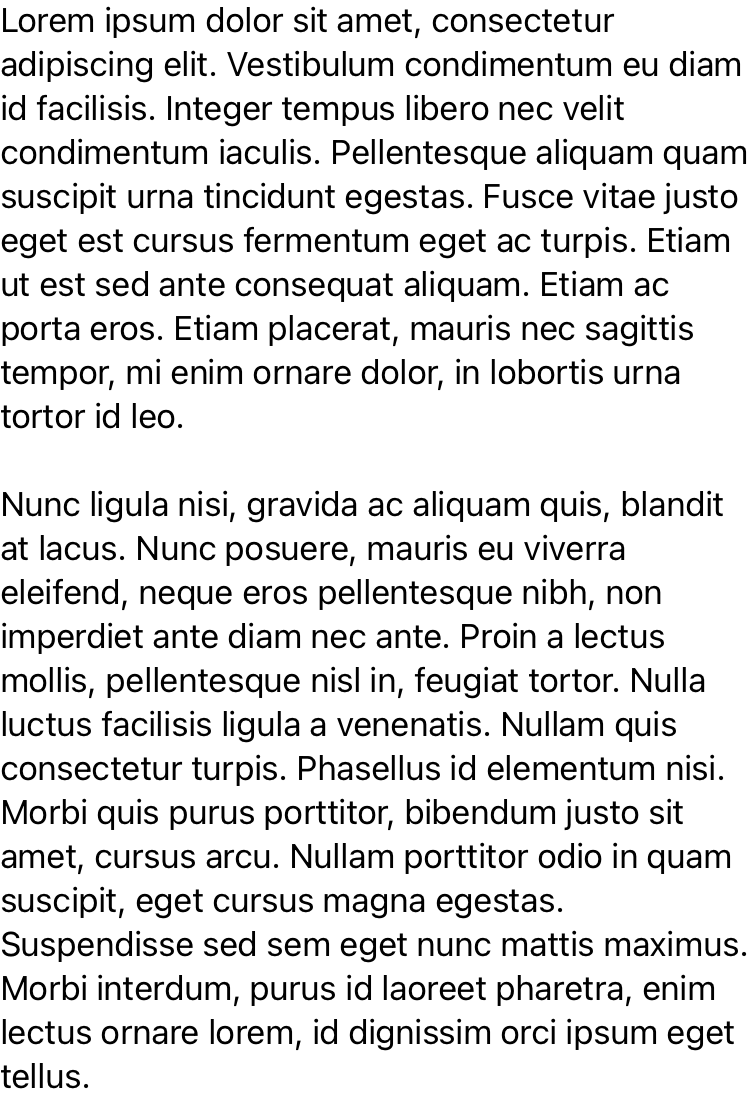 Lorem ipsum dolor sit amet, consectetur
adipiscing elit. Vestibulum condimentum eu diam
id facilisis. Integer tempus libero nec velit
condimentum iaculis. Pellentesque aliquam quam
suscipit urna tincidunt egestas. Fusce vitae justo
eget est cursus fermentum eget ac turpis. Etiam
ut est sed ante consequat aliquam. Etiam ac
porta eros. Etiam placerat, mauris nec sagittis
tempor, mi enim ornare dolor, in lobortis urna
tortor id leo.

Nunc ligula nisi, gravida ac aliquam quis, blandit
at lacus. Nunc posuere, mauris eu viverra
eleifend, neque eros pellentesque nibh, non
imperdiet ante diam nec ante. Proin a lectus
mollis, pellentesque nisl in, feugiat tortor. Nulla
luctus facilisis ligula a venenatis. Nullam quis
consectetur turpis. Phasellus id elementum nisi.
Morbi quis purus porttitor, bibendum justo sit
amet, cursus arcu. Nullam porttitor odio in quam
suscipit, eget cursus magna egestas.
Suspendisse sed sem eget nunc mattis maximus.
Morbi interdum, purus id laoreet pharetra, enim
lectus ornare lorem, id dignissim orci ipsum eget
tellus.